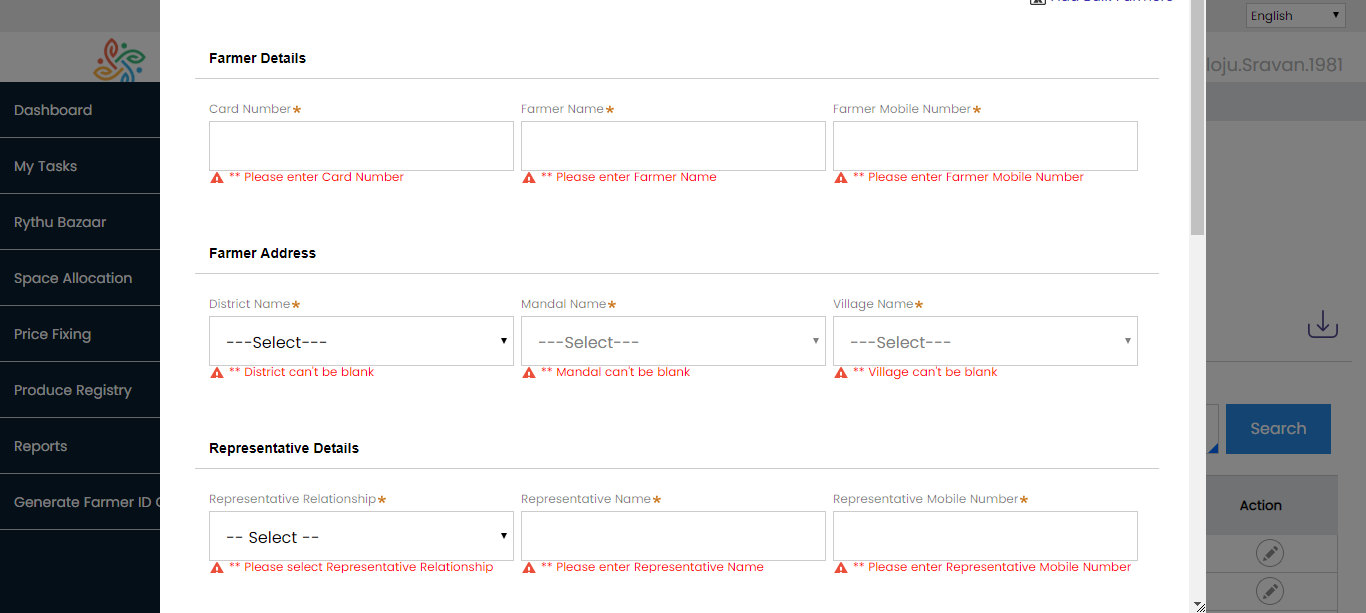 English
loju.Sravan.1981
Dashboard
My Tasks
Rythu Bazaar
Space Allocation
Price Fixing
Produce Registry
Reports
Generate Farmer ID
Farmer Details
Card Number* Farmer Name* Farmer Mobile Number*
** Please enter Card Number ** Please enter Farmer Name ** Please enter Farmer Mobile Number
Farmer Address
District Name* Mandal Name* Village Name*
---Select--- ---Select--- ---Select---
** District can't be blank ** Mandal can't be blank ** Village can't be blank
Representative Details
Representative Relationship* Representative Name* Representative Mobile Number*
-- Select --
** Please select Representative Relationship ** Please enter Representative Name ** Please enter Representative Mobile Number
Search
Action